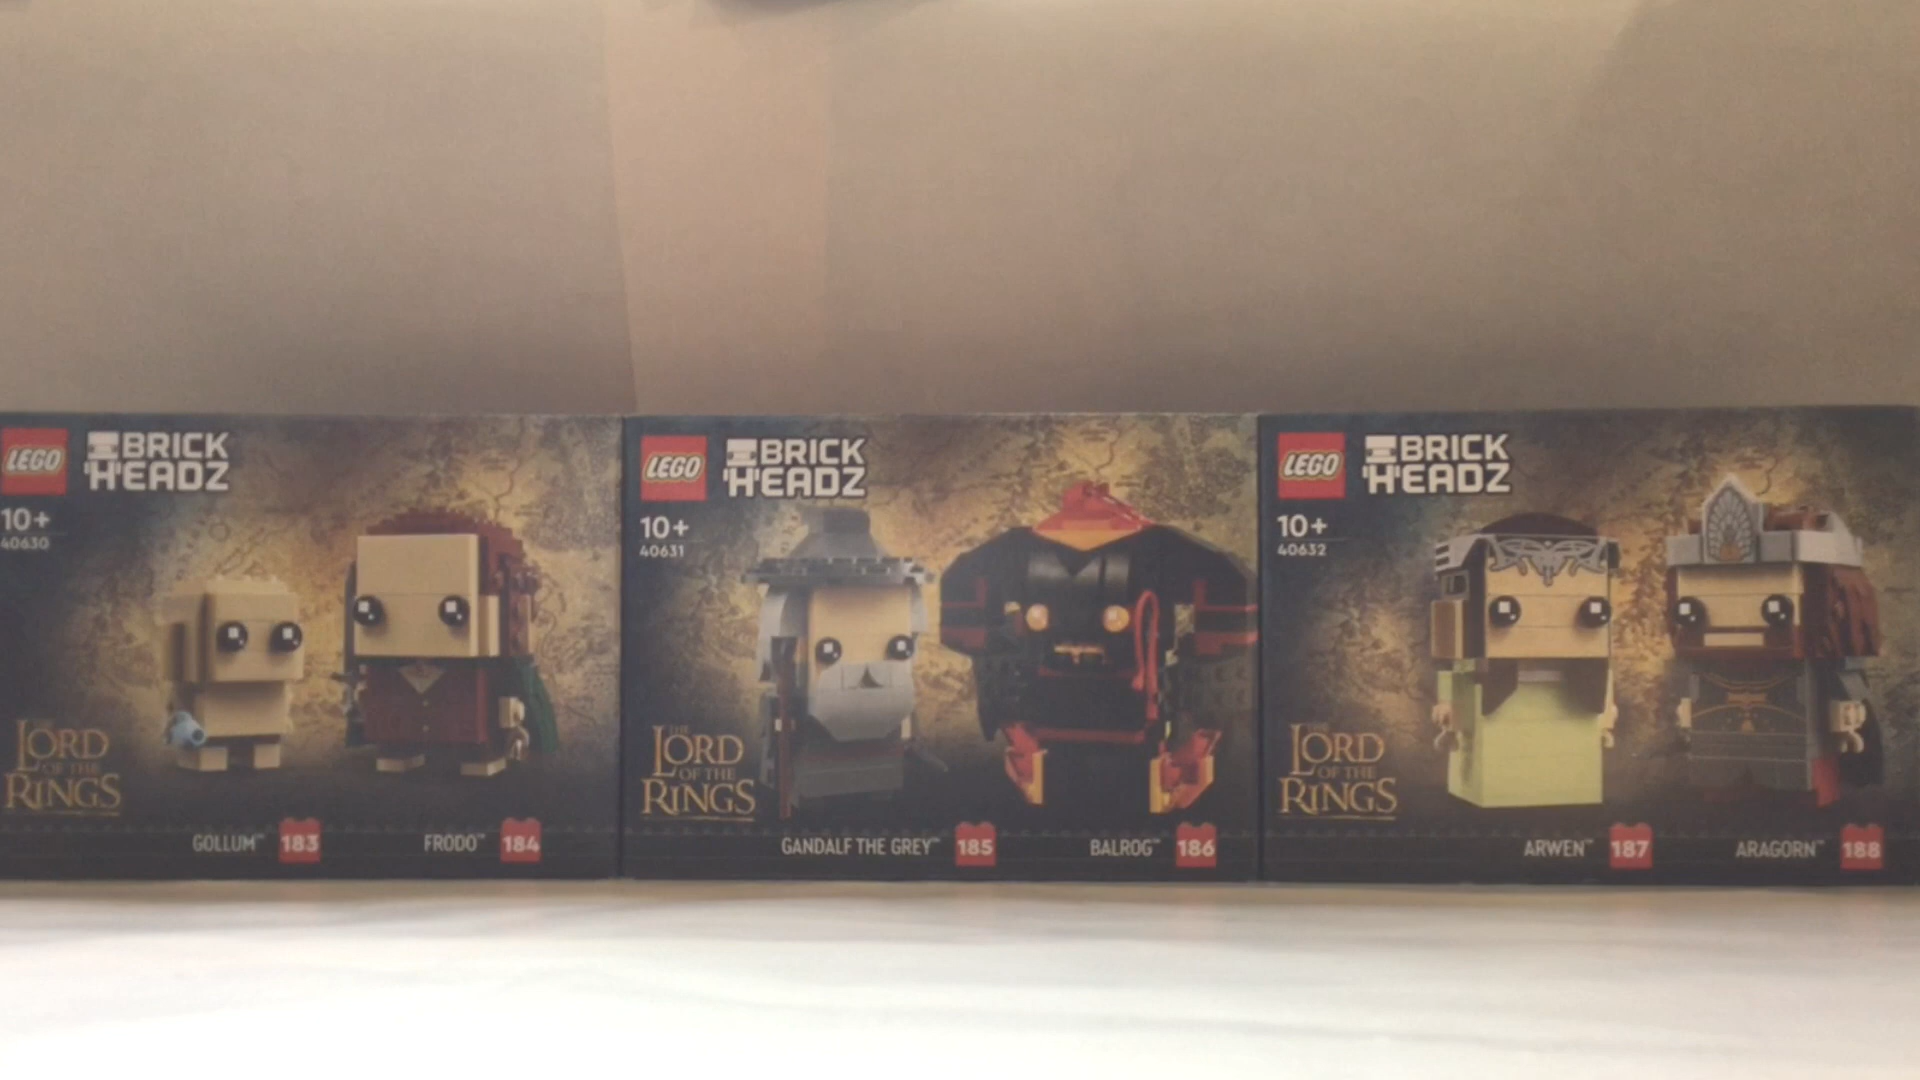 LEGO
BRICK
HEADZ
10+
40630
THE
LORD
OF THE
RINGS
GOLLUM™ 183
FRODO™ 184
LEGO
BRICK
HEADZ
10+
40631
THE
LORD
OF THE
RINGS
GANDALF THE GREY™ 185
BALROG™ 186
LEGO
BRICK
HEADZ
10+
40632
THE
LORD
OF THE
RINGS
ARWEN™ 187
ARAGORN™ 188